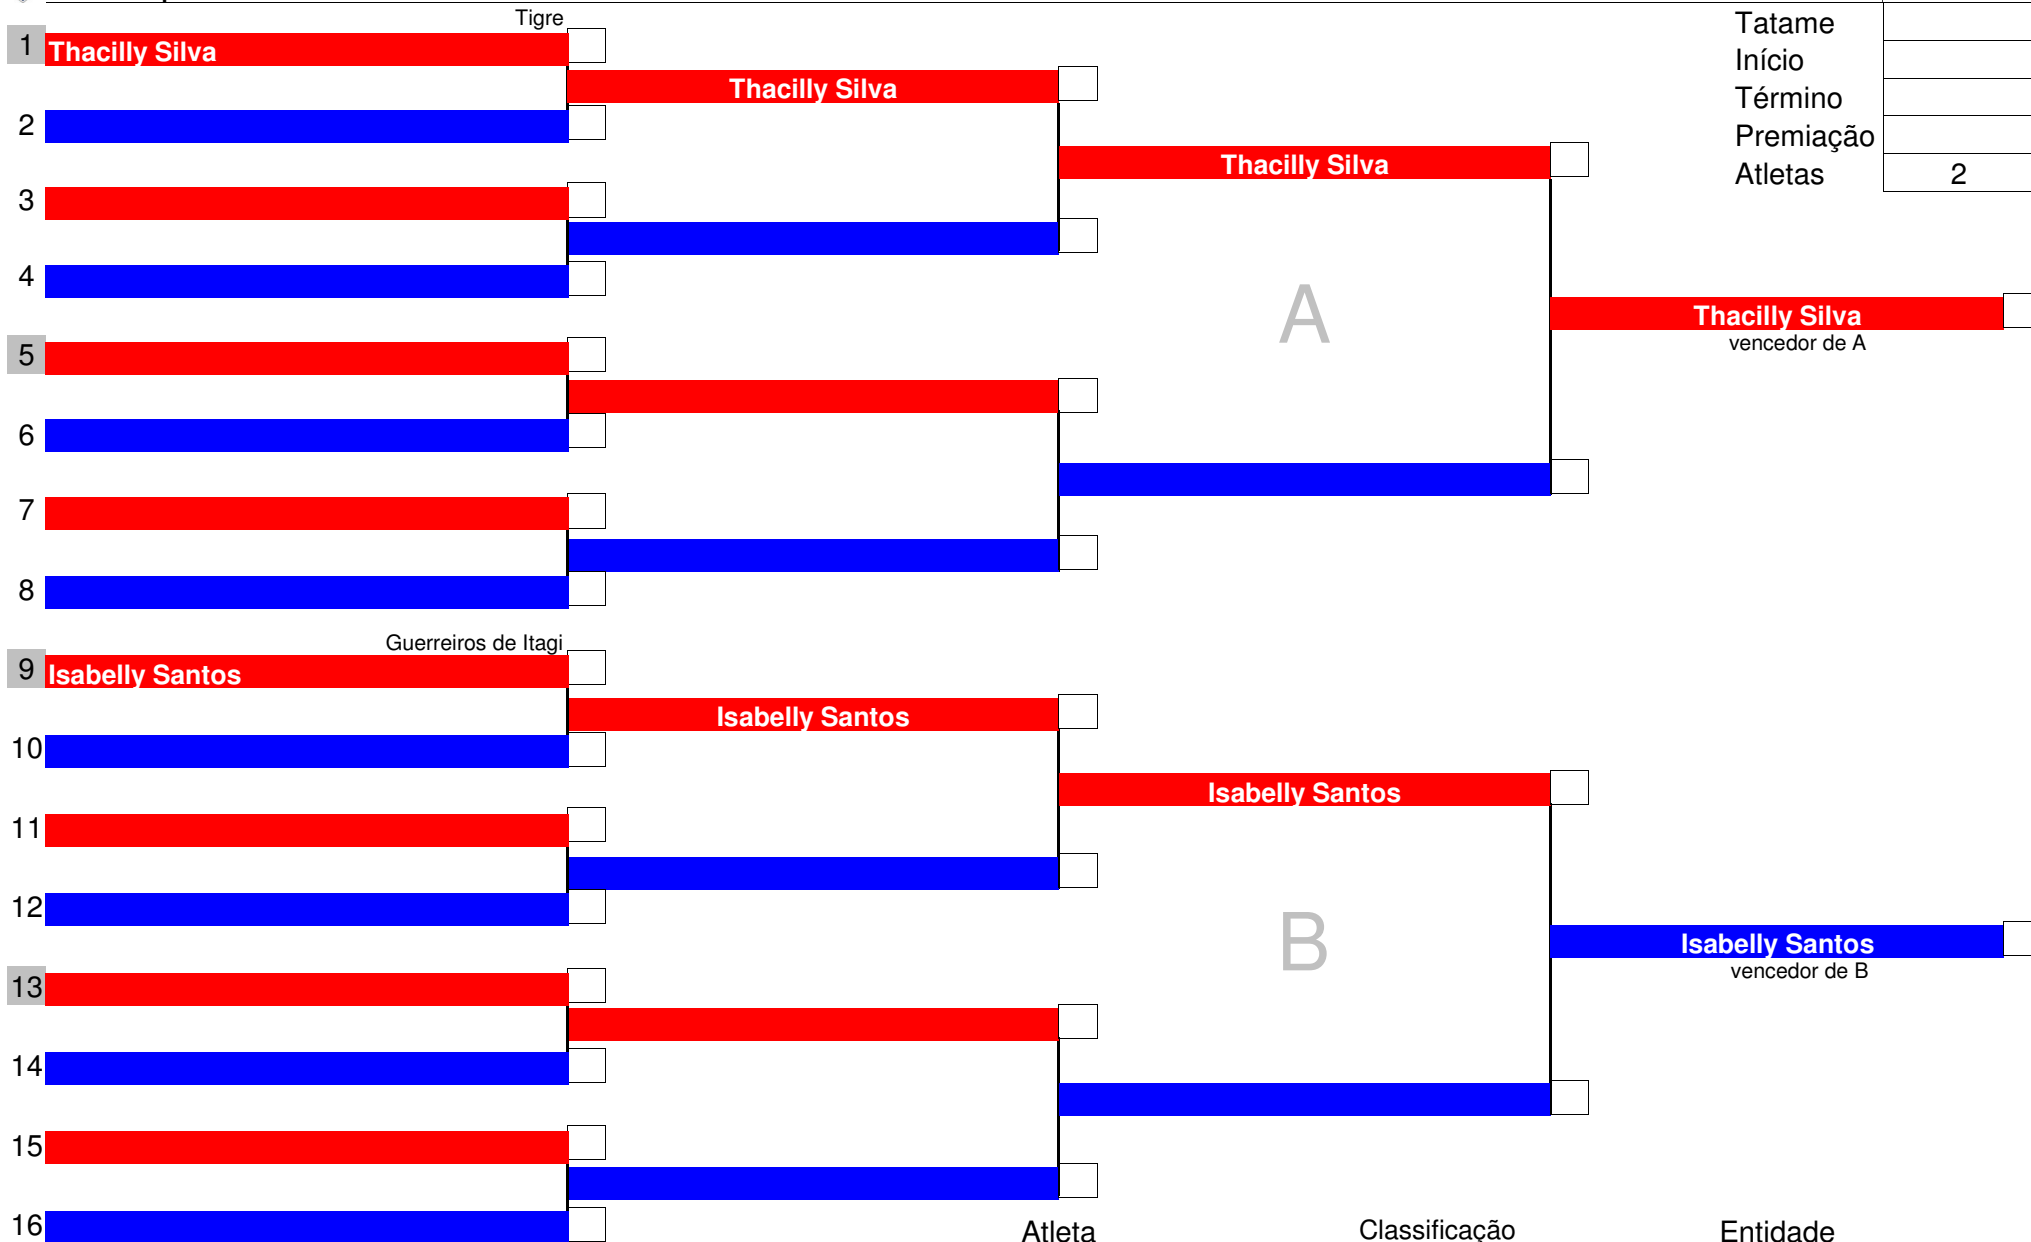 Tigre
Tatame
1 Thacilly Silva
Início
Thacilly Silva
Término
2
Premiação
Thacilly Silva
Atletas 2
3
4
A
Thacilly Silva
vencedor de A
5
6
7
8
Guerreiros de Itagi
9 Isabelly Santos
Isabelly Santos
10
Isabelly Santos
11
12
B
Isabelly Santos
vencedor de B
13
14
15
16
Atleta Classificação Entidade